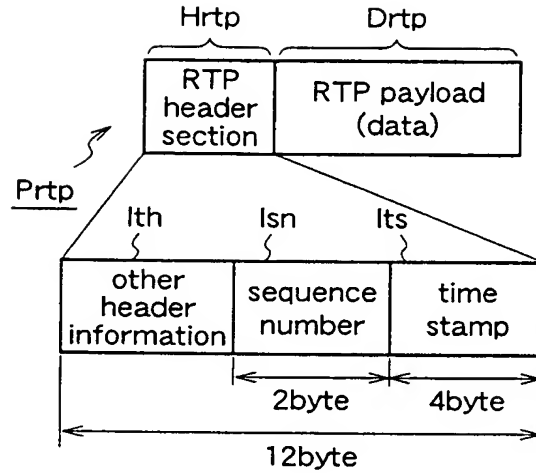 Hrtp Drtp
RTP header section
RTP payload (data)
Prtp
Ith Isn Its
other header information
sequence number
time stamp
2byte 4byte
12byte